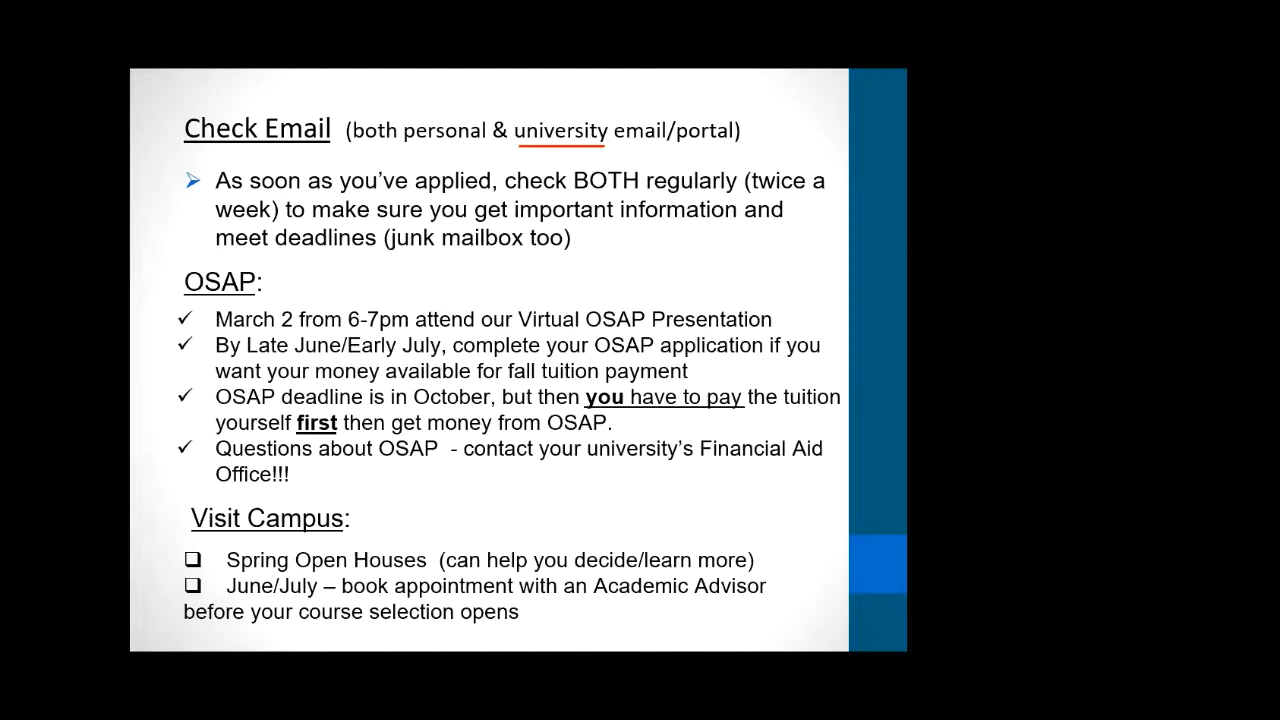 Check Email (both personal & university email/portal)
➢ As soon as you’ve applied, check BOTH regularly (twice a
week) to make sure you get important information and
meet deadlines (junk mailbox too)
OSAP:
✓ March 2 from 6-7pm attend our Virtual OSAP Presentation
✓ By Late June/Early July, complete your OSAP application if you
want your money available for fall tuition payment
✓ OSAP deadline is in October, but then you have to pay the tuition
yourself first then get money from OSAP.
✓ Questions about OSAP - contact your university’s Financial Aid
Office!!!
Visit Campus:
❑ Spring Open Houses (can help you decide/learn more)
❑ June/July – book appointment with an Academic Advisor
before your course selection opens